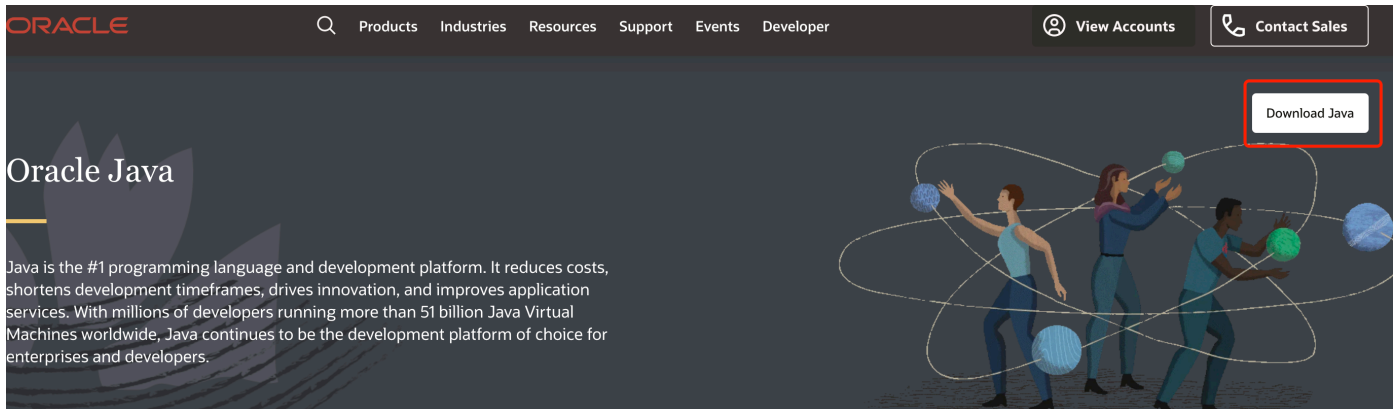 ORACLE
Products Industries Resources Support Events Developer
View Accounts
Contact Sales
Download Java
Oracle Java
Java is the #1 programming language and development platform. It reduces costs,
shortens development timeframes, drives innovation, and improves application
services. With millions of developers running more than 51 billion Java Virtual
Machines worldwide, Java continues to be the development platform of choice for
enterprises and developers.